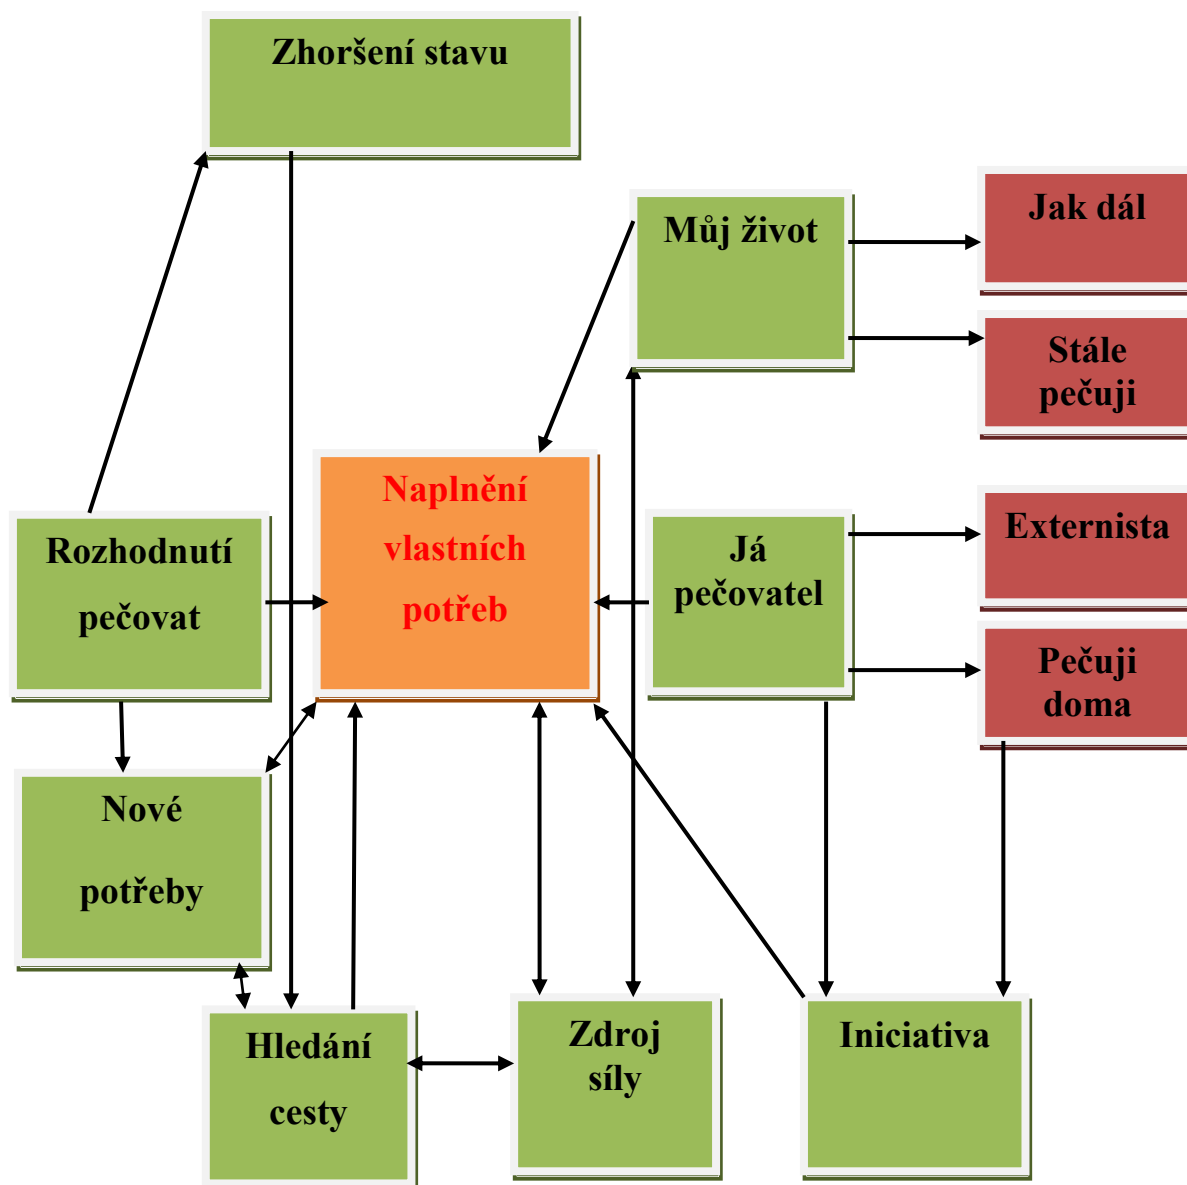 Zhoršení stavu
Můj život
Jak dál
Stále
pečuji
Naplnění
vlastních
potřeb
Rozhodnutí
pečovat
Já
pečovatel
Externista
Pečuji
doma
Nové
potřeby
Hledání
cesty
Zdroj
síly
Iniciativa